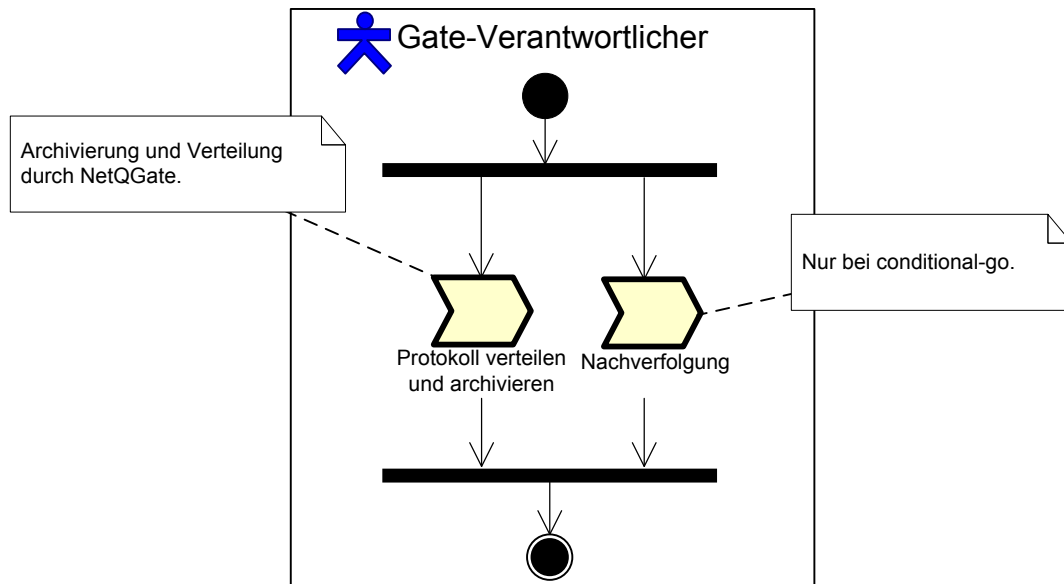 Gate-Verantwortlicher
Archivierung und Verteilung
durch NetQGate.
Nur bei conditional-go.
Protokoll verteilen
und archivieren
Nachverfolgung